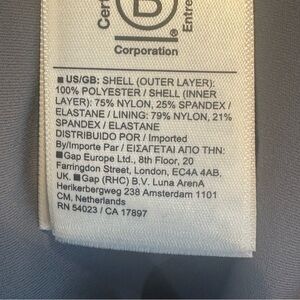 Cert
B
®
Entre
Corporation
■ US/GB: SHELL (OUTER LAYER):
100% POLYESTER / SHELL (INNER
LAYER): 75% NYLON, 25% SPANDEX /
ELASTANE / LINING: 79% NYLON, 21%
SPANDEX / ELASTANE
DISTRIBUIDO POR / Imported
By/Importe Par / ΕΙΣΑΓΕΤΑΙ ΑΠΟ ΤΗΝ:
■Gap Europe Ltd., 8th Floor, 20
Farringdon Street, London, EC4A 4AB,
UK. ■Gap (RHC) B.V. Luna ArenA
Herikerbergweg 238 Amsterdam 1101
CM, Netherlands
RN 54023 / CA 17897